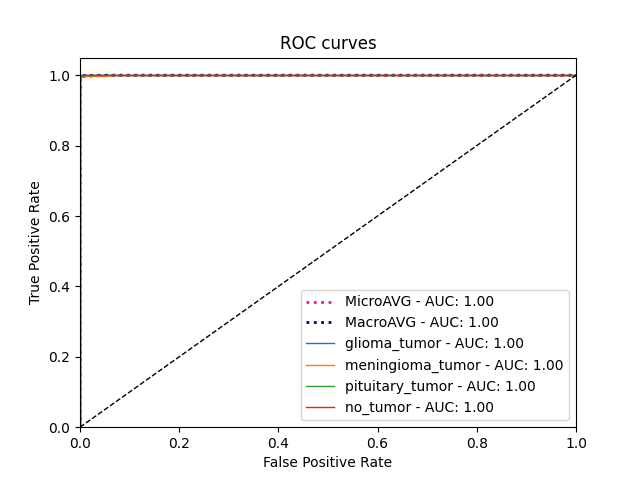 ROC curves
True Positive Rate
1.0
0.8
0.6
0.4
0.2
0.0
MicroAVG - AUC: 1.00
MacroAVG - AUC: 1.00
glioma_tumor - AUC: 1.00
meningioma_tumor - AUC: 1.00
pituitary_tumor - AUC: 1.00
no_tumor - AUC: 1.00
0.0 0.2 0.4 0.6 0.8 1.0
False Positive Rate